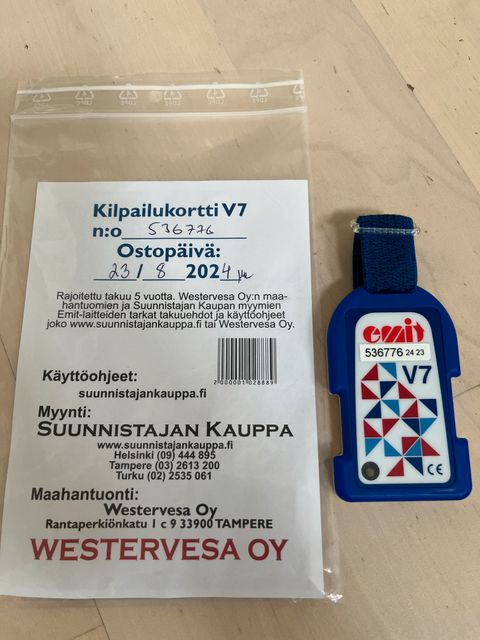 Kilpailukortti V7
n:o 536776
Ostopäivä:
23 / 8 2024
Rajoitettu takuu 5 vuotta. Westervesa Oy:n maa-
hantuomien ja Suunnistajan Kaupan myymien
Emit-laitteiden tarkat takuuehdot ja käyttöohjeet
joko www.suunnistajankauppa.fi tai Westervesa Oy.
2000001028889
Käyttöohjeet:
suunnistajankauppa.fi
Myynti:
SUUNNISTAJAN KAUPPA
www.suunnistajankauppa.fi
Helsinki (09) 444 895
Tampere (03) 2613 200
Turku (02) 2535 061
Maahantuonti:
Westervesa Oy
Rantaperkiönkatu 1 c 9 33900 TAMPERE
WESTERVESA OY
emit
536776 24 23
V7
CE